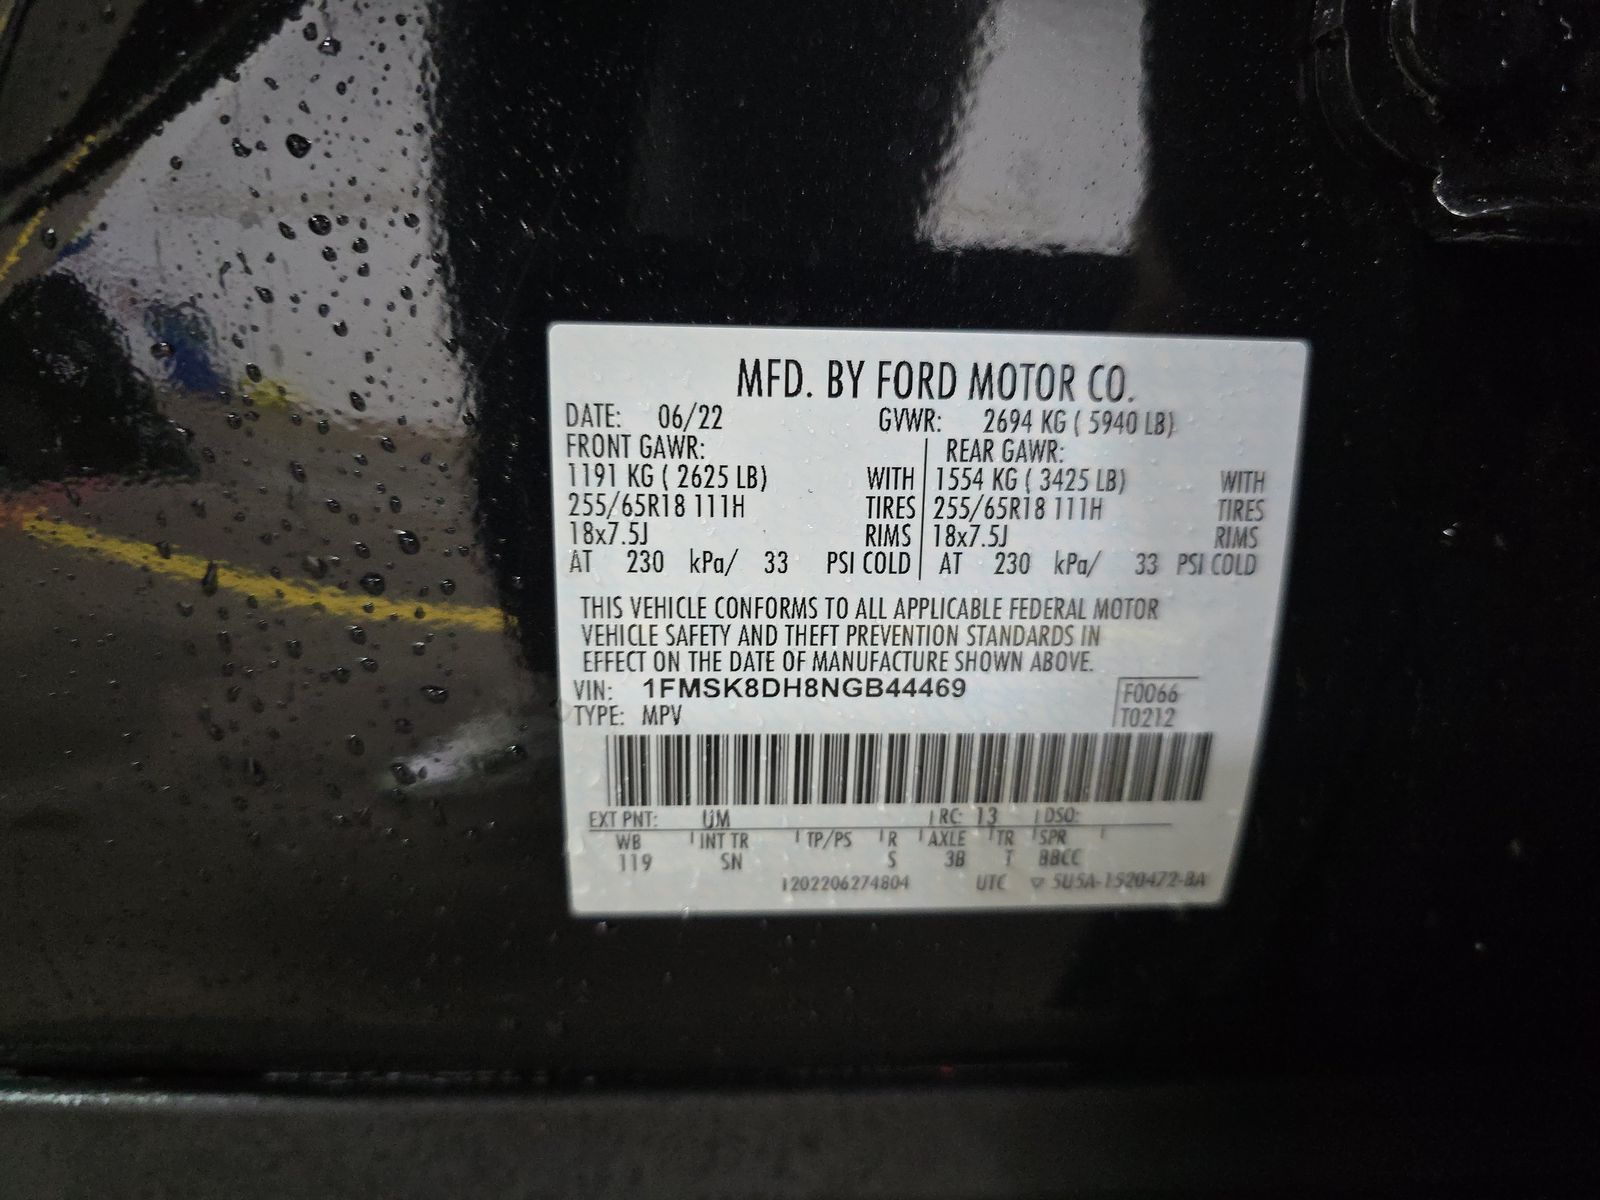 MFD. BY FORD MOTOR CO.
DATE: 06/22 GVWR: 2694 KG ( 5940 LB)
FRONT GAWR: REAR GAWR:
1191 KG ( 2625 LB) WITH 1554 KG ( 3425 LB) WITH
255/65R18 111H TIRES 255/65R18 111H TIRES
18x7.5J RIMS 18x7.5J RIMS
AT 230 kPa/ 33 PSI COLD AT 230 kPa/ 33 PSI COLD
THIS VEHICLE CONFORMS TO ALL APPLICABLE FEDERAL MOTOR
VEHICLE SAFETY AND THEFT PREVENTION STANDARDS IN
EFFECT ON THE DATE OF MANUFACTURE SHOWN ABOVE.
VIN: 1FMSK8DH8NGB44469 F0066
TYPE: MPV T0212
EXT PNT: UM RC: 13 DSO:
WB INT TR TP/PS R AXLE TR SPR
119 SN S 3B T BBCC
1202206274804 UTC ▽ 5U5A-1520472-BA